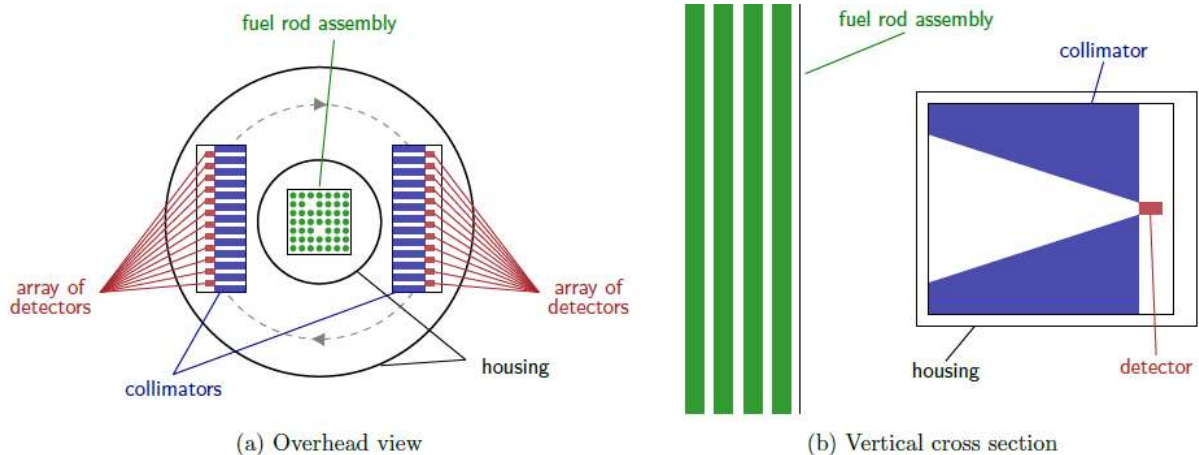 fuel rod assembly
array of
detectors
collimators
housing
array of
detectors
(a) Overhead view
fuel rod assembly
collimator
housing
detector
(b) Vertical cross section